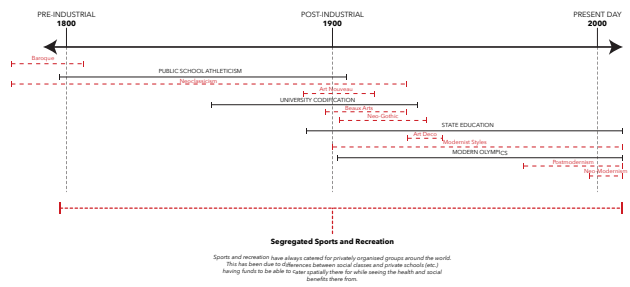 PRE-INDUSTRIAL POST-INDUSTRIAL PRESENT DAY
1800 1900 2000
Baroque
PUBLIC SCHOOL ATHLETICISM
Neoclassicism
Art Nouveau
UNIVERSITY CODIFICATION
Beaux Arts
Neo-Gothic
STATE EDUCATION
Art Deco
Modernist Styles
MODERN OLYMPICS
Postmodernism
Neo-Modernism
Segregated Sports and Recreation
Sports and recreation have always catered for privately organised groups around the world.
This has been due to differences between social classes and private schools (etc.)
having funds to be able to cater spatially there for while seeing the health and social
benefits there from.